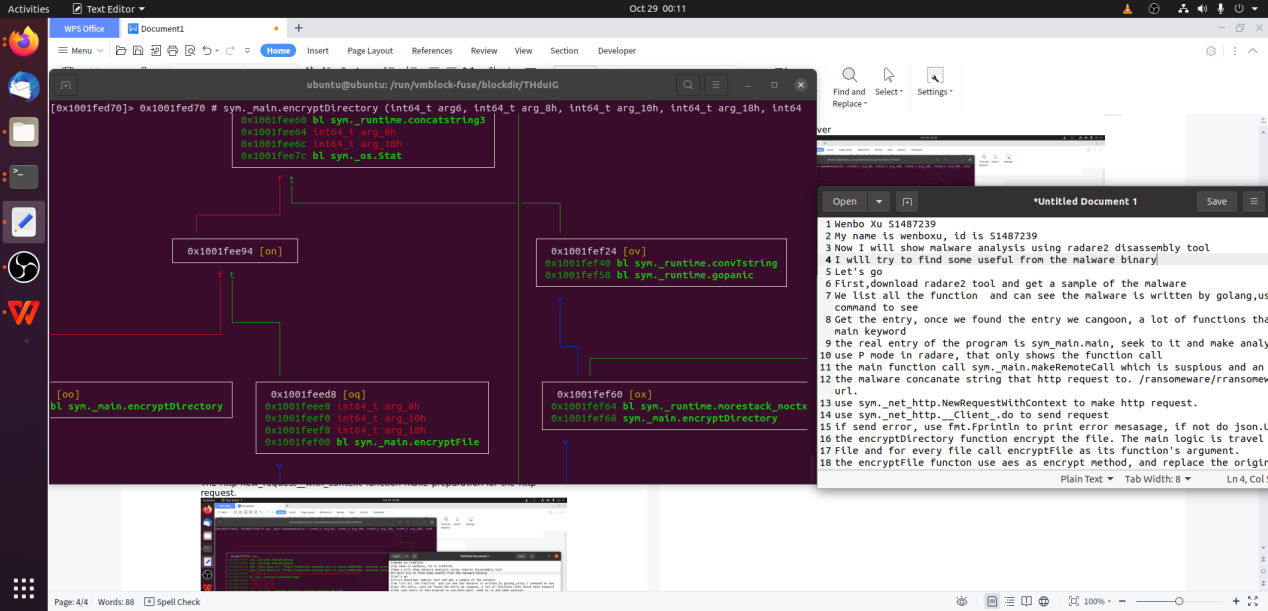 Activities
Text Editor
Oct 29 00:11
WPS Office
Document1
Menu
Home
Insert
Page Layout
References
Review
View
Section
Developer
Find and
Replace
Select
Settings
ubuntu@ubuntu: /run/vmblock-fuse/blockdir/THduIG
[0x1001fed70]> 0x1001fed70 # sym._main.encryptDirectory (int64_t arg6, int64_t arg_8h, int64_t arg_10h, int64_t arg_18h, int64
0x1001fee60 bl sym._runtime.concatstring3
0x1001fee64 int64_t arg_8h
0x1001fee6c int64_t arg_10h
0x1001fee7c bl sym._os.Stat
f t
0x1001fee94 [on]
f t
0x1001fef24 [ov]
0x1001fef40 bl sym._runtime.convTstring
0x1001fef58 bl sym._runtime.gopanic
v
[oo]
bl sym._main.encryptDirectory
0x1001feed8 [oq]
0x1001feee8 int64_t arg_8h
0x1001feef0 int64_t arg_10h
0x1001feef8 int64_t arg_18h
0x1001fef00 bl sym._main.encryptFile
v
0x1001fef60 [ox]
0x1001fef64 bl sym._runtime.morestack_noctx
0x1001fef68 sym._main.encryptDirectory
v
ver
Open
*Untitled Document 1
Save
1 Wenbo Xu S1487239
2 My name is wenboxu, id is S1487239
3 Now I will show malware analysis using radare2 disassembly tool
4 I will try to find some useful from the malware binary
5 Let's go
6 First,download radare2 tool and get a sample of the malware
7 We list all the function  and can see the malware is written by golang,us
command to see
8 Get the entry, once we found the entry we cangoon, a lot of functions tha
main keyword
9 the real entry of the program is sym_main.main, seek to it and make analy
10 use P mode in radare, that only shows the function call
11 the main function call sym._main.makeRemoteCall which is suspious and an
12 the malware concanate string that http request to. /ransomeware/rransomew
url.
13 use sym._net_http.NewRequestWithContext to make http request.
14 use sym._net_http.__Client_.do to send request
15 if send error, use fmt.Fprintln to print error mesasage, if not do json.U
16 the encryptDirectory function encrypt the file. The main logic is travel
17 File and for every file call encryptFile as its function's argument.
18 the encryptFile functon use aes as encrypt method, and replace the origin
Plain Text
Tab Width: 8
Ln 4, Col
request.
Page: 4/4
Words: 88
Spell Check
100%